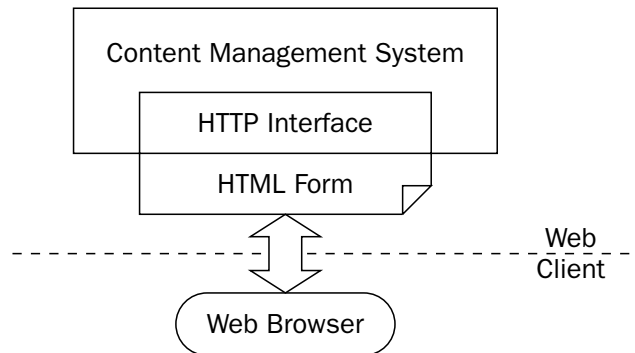 Content Management System
HTTP Interface
HTML Form
Web
Client
Web Browser